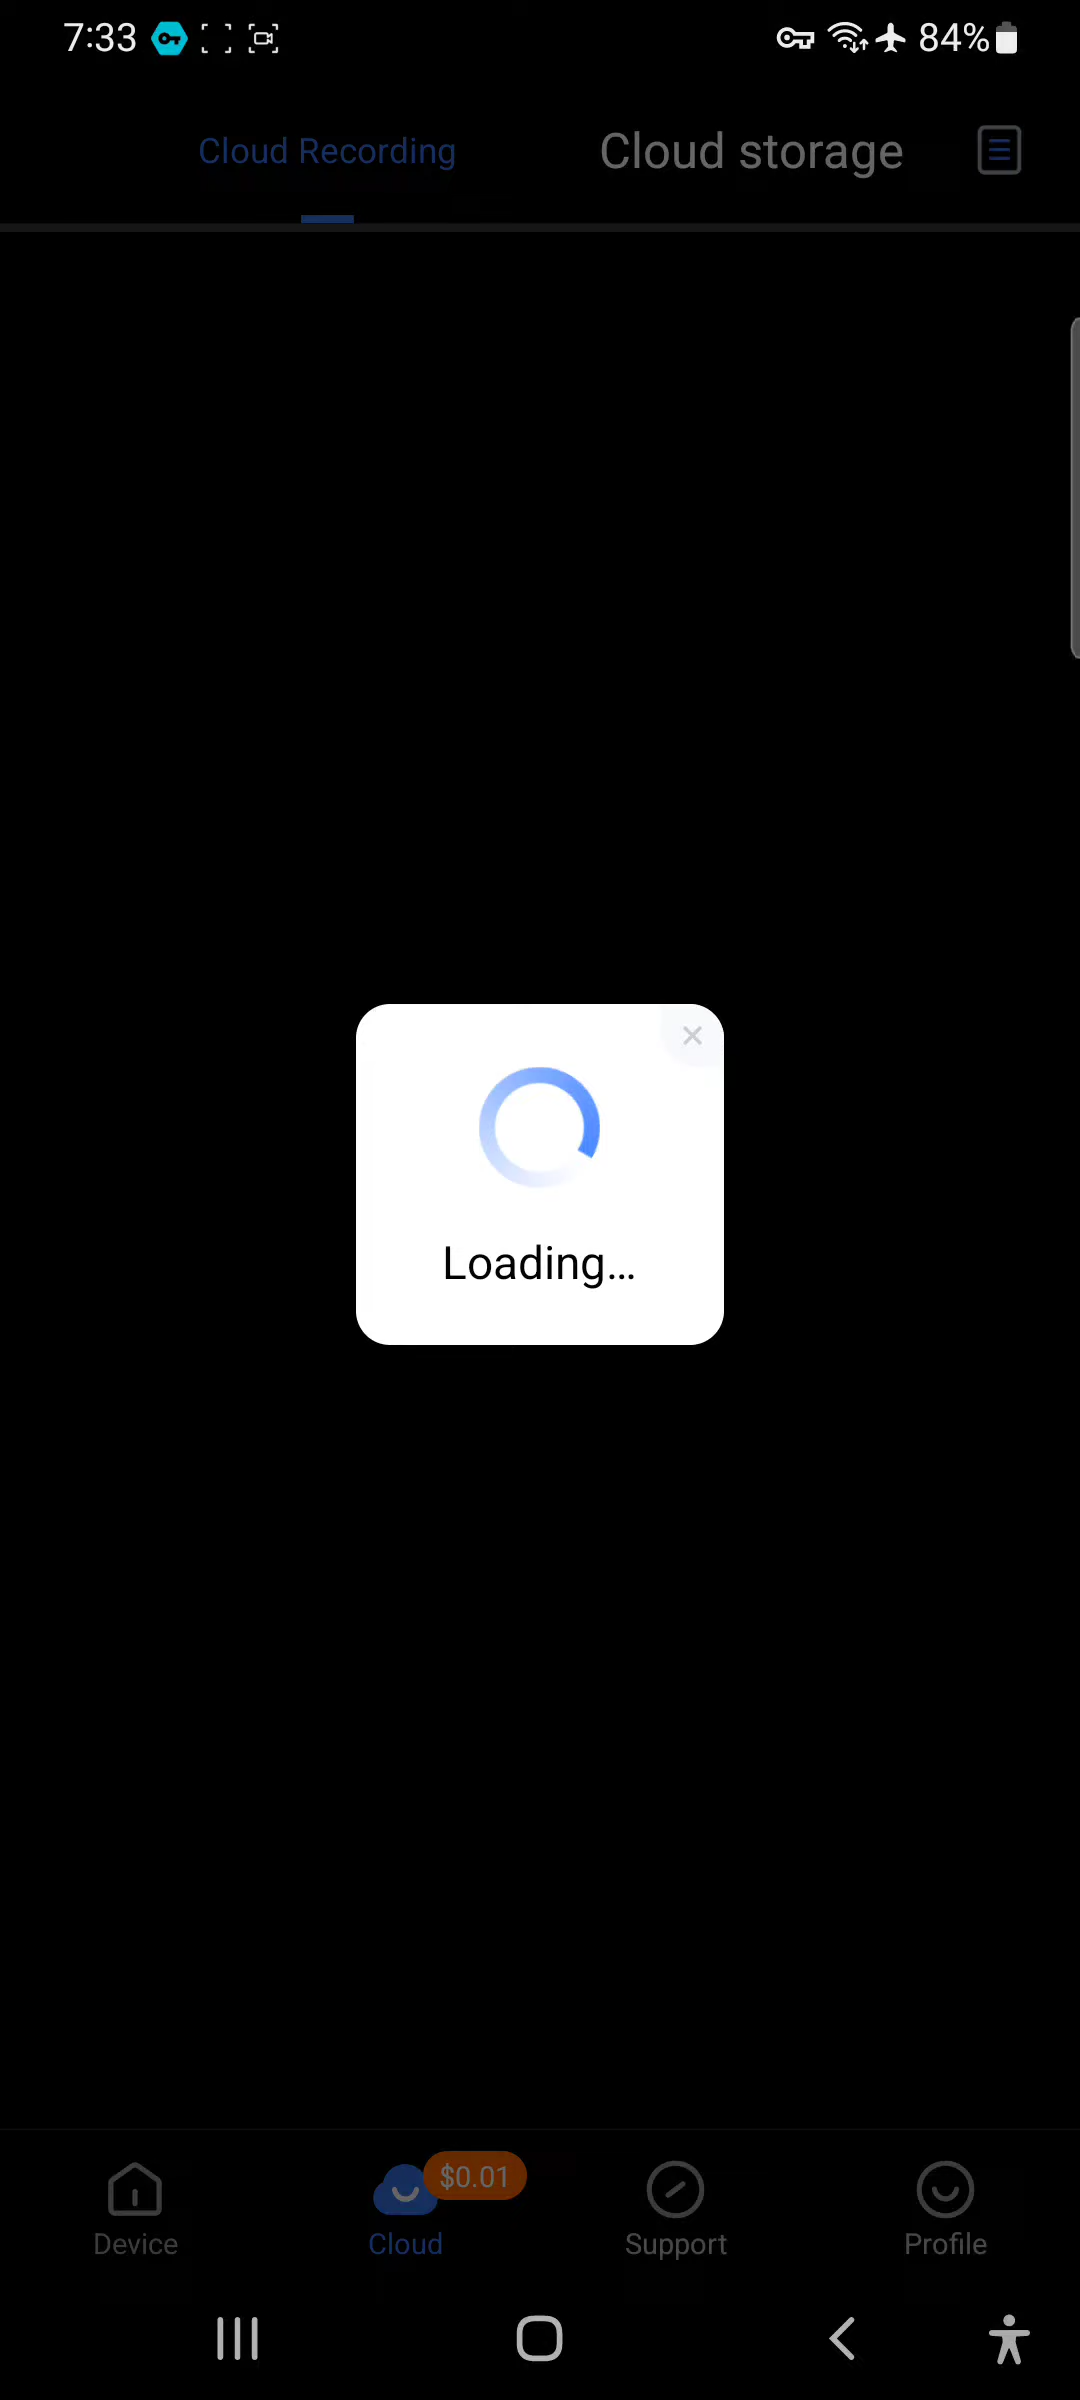 7:33
84%
Cloud Recording
Cloud storage
Loading...
$0.01
Device
Cloud
Support
Profile